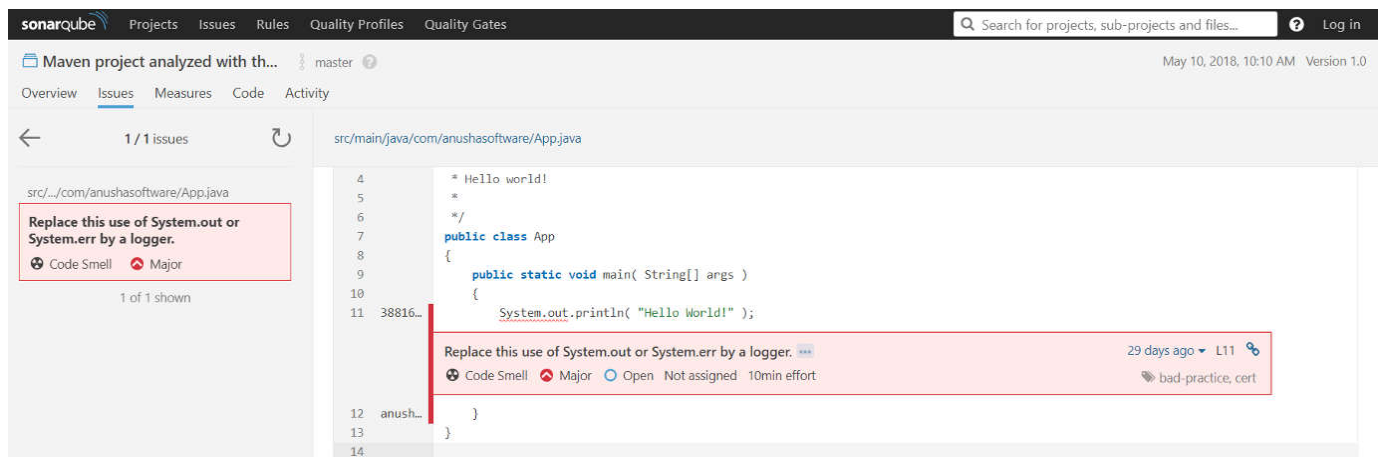 sonarqube Projects Issues Rules Quality Profiles Quality Gates Search for projects, sub-projects and files... ? Log in
Maven project analyzed with th... master ? May 10, 2018, 10:10 AM Version 1.0
Overview Issues Measures Code Activity
1 / 1 issues
src/.../com/anushasoftware/App.java
Replace this use of System.out or
System.err by a logger.
Code Smell Major
1 of 1 shown
src/main/java/com/anushasoftware/App.java
4 * Hello world!
5 *
6 */
7 public class App
8 {
9 public static void main( String[] args )
10 {
11 38816... System.out.println( "Hello World!" );
Replace this use of System.out or System.err by a logger. ... 29 days ago L11
Code Smell Major Open Not assigned 10min effort bad-practice, cert
12 anush... }
13 }
14